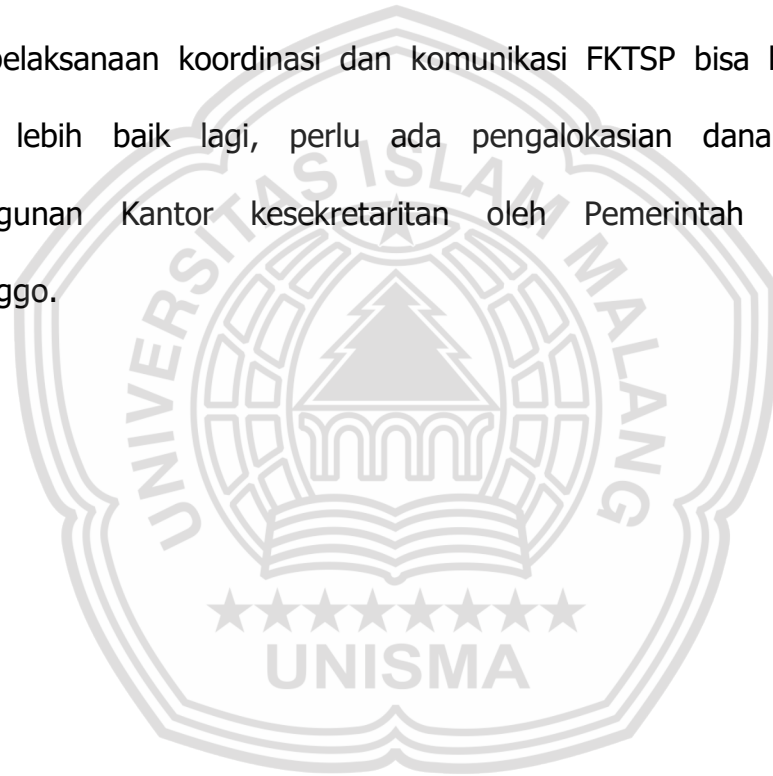 pelaksanaan koordinasi dan komunikasi FKTSP bisa
lebih baik lagi, perlu ada pengalokasian dana
gunan Kantor kesekretaritan oleh Pemerintah
ggo.
UNIVERSITAS ISLAM MALANG
UNISMA